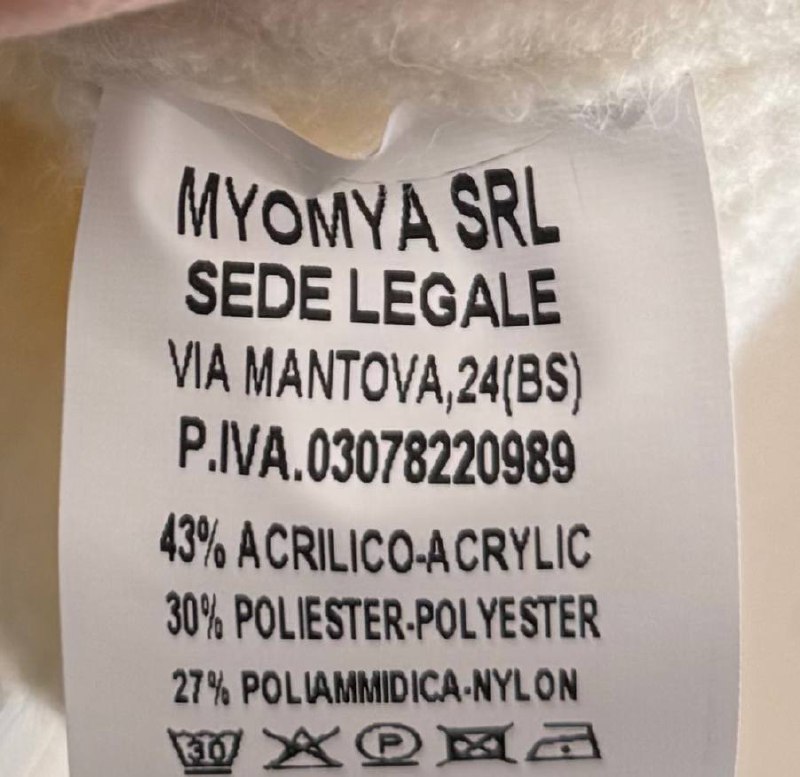 MYOMYA SRL
SEDE LEGALE
VIA MANTOVA,24(BS)
P.IVA.03078220989
43% ACRILICO-ACRYLIC
30% POLIESTER-POLYESTER
27% POLIAMMIDICA-NYLON
30 P